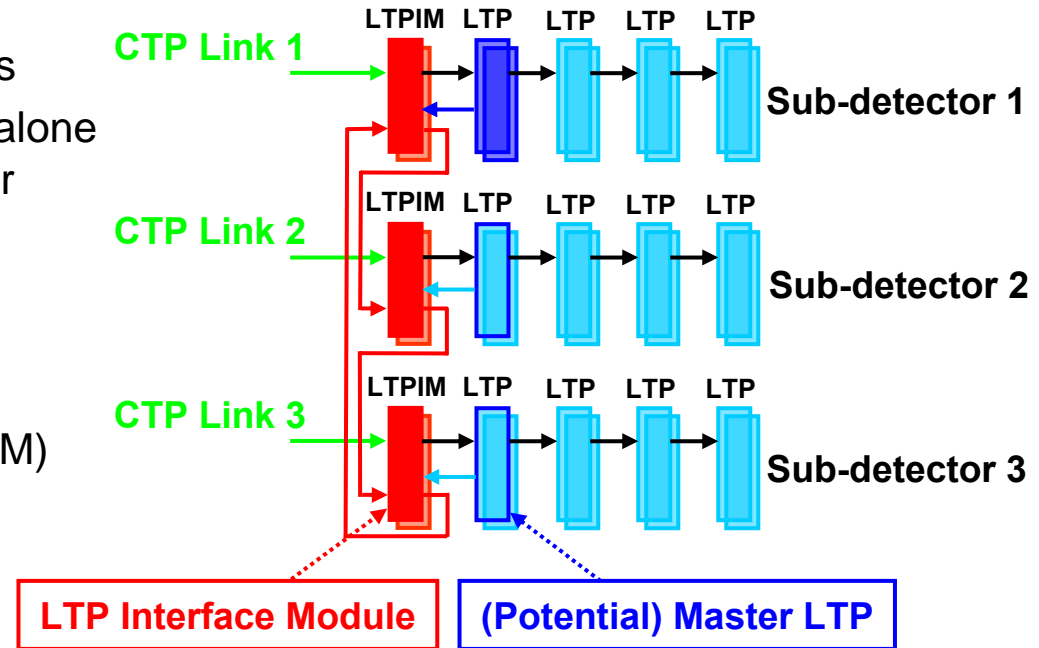 s
alone
r
M)
LTPIM LTP LTP LTP LTP
CTP Link 1
Sub-detector 1
LTPIM LTP LTP LTP LTP
CTP Link 2
Sub-detector 2
LTPIM LTP LTP LTP LTP
CTP Link 3
Sub-detector 3
LTP Interface Module
(Potential) Master LTP